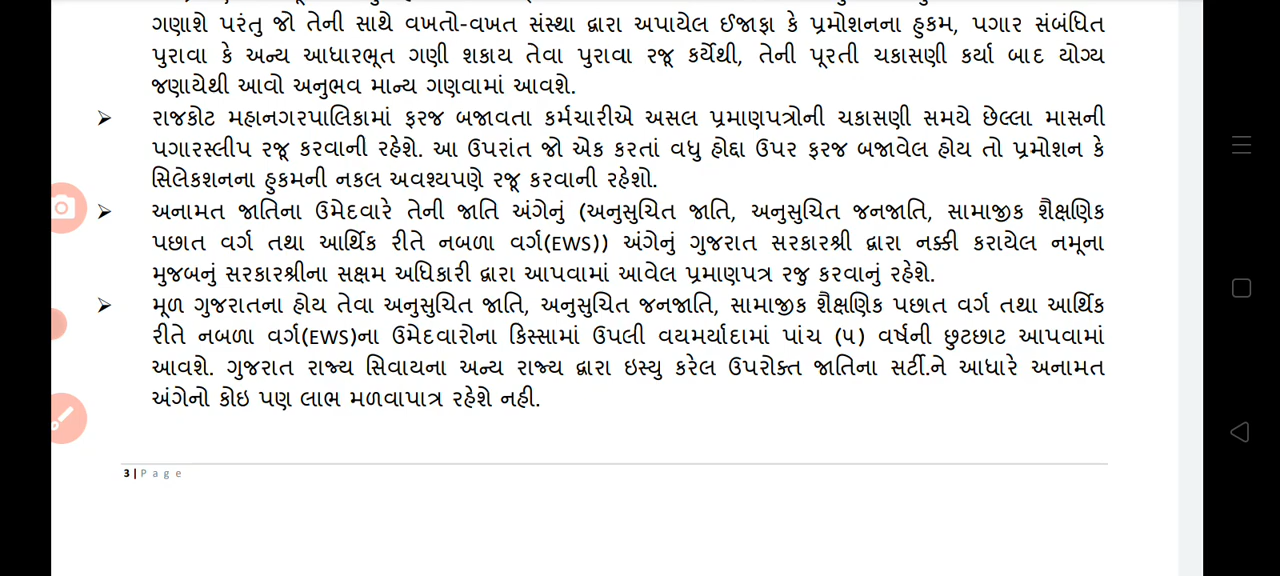 ગણાશે પરંતુ જો તેની સાથે વખતો-વખત સંસ્થા દ્વારા અપાયેલ ઈજાફા કે પ્રમોશનના હુકમ, પગાર સંબંધિત
પુરાવા કે અન્ય આધારભૂત ગણી શકાય તેવા પુરાવા રજૂ કર્યેથી, તેની પૂરતી ચકાસણી કર્યા બાદ યોગ્ય
જણાયેથી આવો અનુભવ માન્ય ગણવામાં આવશે.
➢ રાજકોટ મહાનગરપાલિકામાં ફરજ બજાવતા કર્મચારીએ અસલ પ્રમાણપત્રોની ચકાસણી સમયે છેલ્લા માસની
પગારસ્લીપ રજૂ કરવાની રહેશે. આ ઉપરાંત જો એક કરતાં વધુ હોદ્દા ઉપર ફરજ બજાવેલ હોય તો પ્રમોશન કે
સિલેકશનના હુકમની નકલ અવશ્યપણે રજૂ કરવાની રહેશો.
➢ અનામત જાતિના ઉમેદવારે તેની જાતિ અંગેનું (અનુસુચિત જાતિ, અનુસુચિત જનજાતિ, સામાજીક શૈક્ષણિક
પછાત વર્ગ તથા આર્થિક રીતે નબળા વર્ગ(EWS)) અંગેનું ગુજરાત સરકારશ્રી દ્વારા નક્કી કરાયેલ નમૂના
મુજબનું સરકારશ્રીના સક્ષમ અધિકારી દ્વારા આપવામાં આવેલ પ્રમાણપત્ર રજુ કરવાનું રહેશે.
➢ મૂળ ગુજરાતના હોય તેવા અનુસુચિત જાતિ, અનુસુચિત જનજાતિ, સામાજીક શૈક્ષણિક પછાત વર્ગ તથા આર્થિક
રીતે નબળા વર્ગ(EWS)ના ઉમેદવારોના કિસ્સામાં ઉપલી વયમર્યાદામાં પાંચ (૫) વર્ષની છુટછાટ આપવામાં
આવશે. ગુજરાત રાજ્ય સિવાયના અન્ય રાજ્ય દ્વારા ઇસ્યુ કરેલ ઉપરોક્ત જાતિના સર્ટી.ને આધારે અનામત
અંગેનો કોઇ પણ લાભ મળવાપાત્ર રહેશે નહી.
3 | P a g e